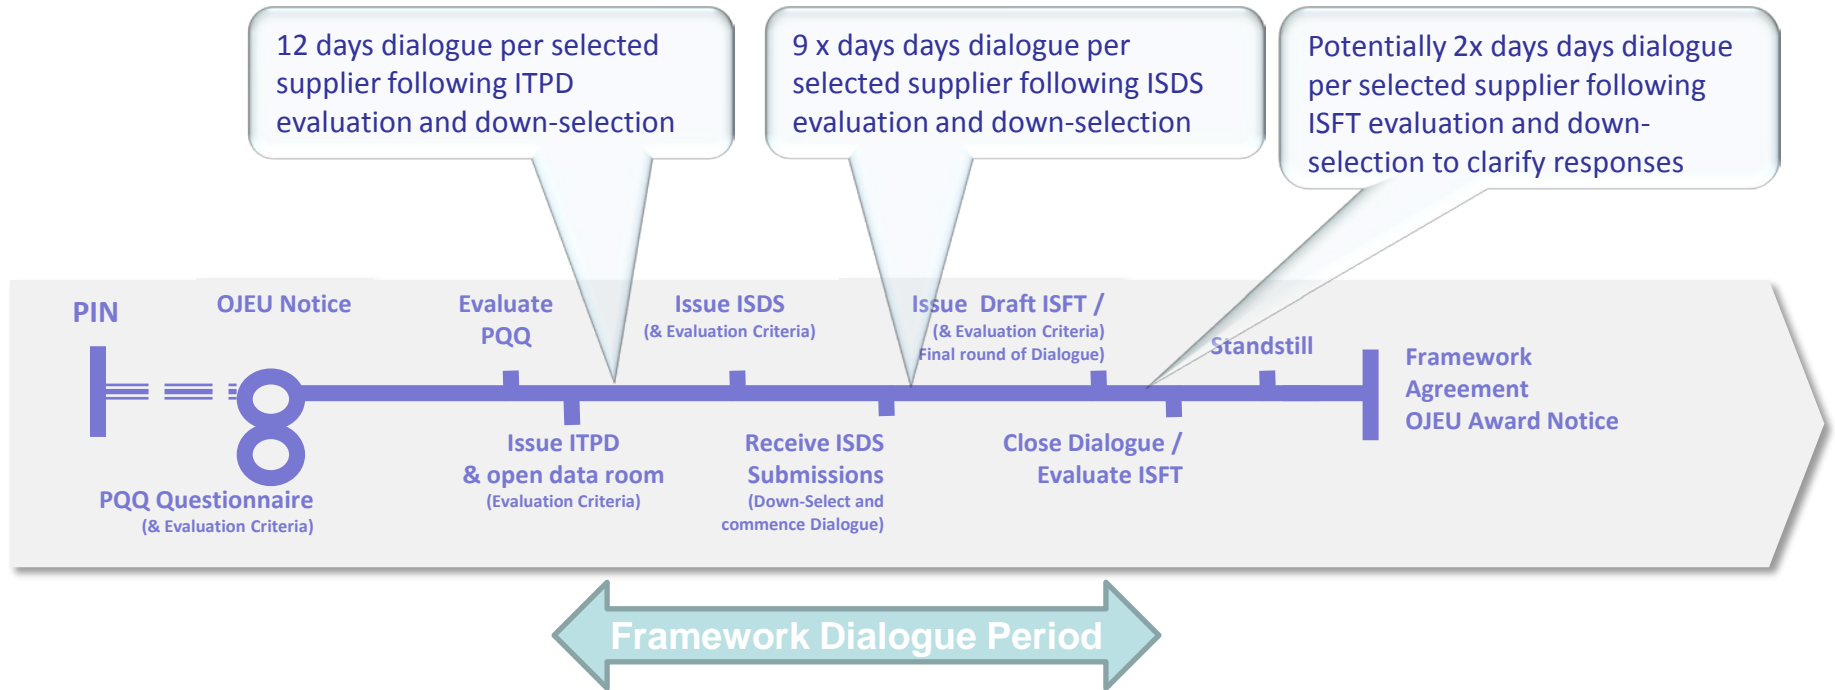 12 days dialogue per selected
supplier following ITPD
evaluation and down-selection
9 x days days dialogue per
selected supplier following ISDS
evaluation and down-selection
Potentially 2x days days dialogue
per selected supplier following
ISFT evaluation and down-
selection to clarify responses
PIN
OJEU Notice
Evaluate
PQQ
Issue ISDS
(& Evaluation Criteria)
Issue Draft ISFT /
(& Evaluation Criteria)
Final round of Dialogue)
Standstill
Framework
Agreement
OJEU Award Notice
PQQ Questionnaire
(& Evaluation Criteria)
Issue ITPD
& open data room
(Evaluation Criteria)
Receive ISDS
Submissions
(Down-Select and
commence Dialogue)
Close Dialogue /
Evaluate ISFT
Framework Dialogue Period